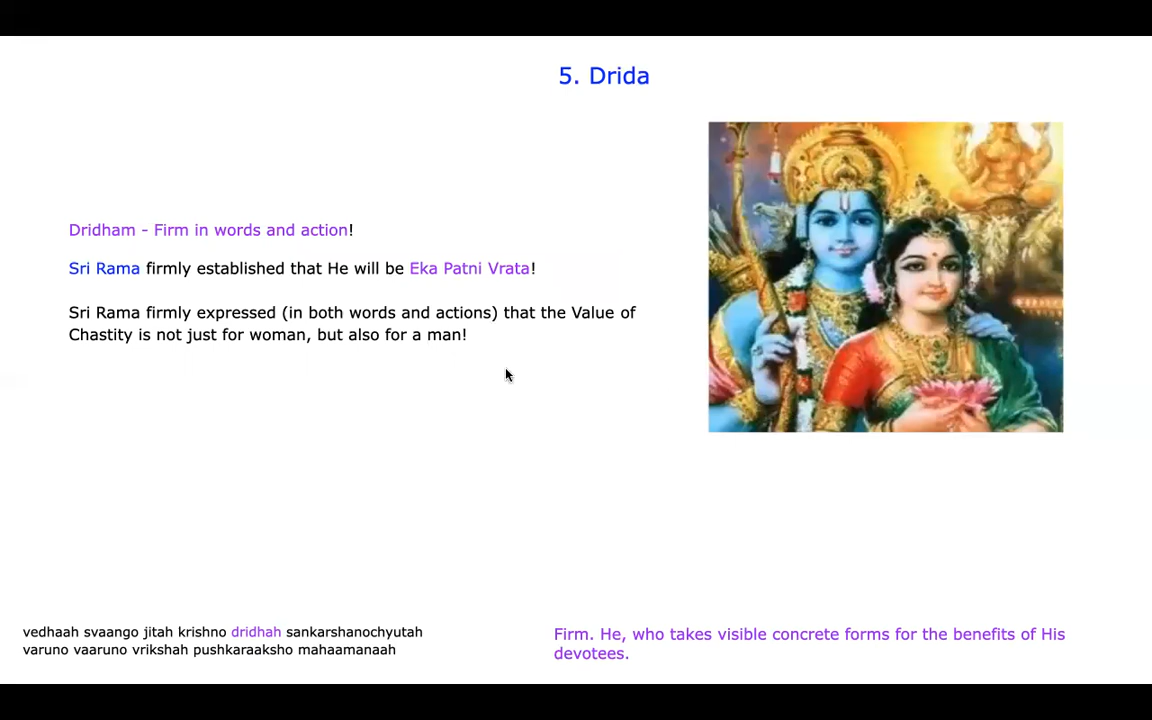 5. Drida
Dridham - Firm in words and action!
Sri Rama firmly established that He will be Eka Patni Vrata!
Sri Rama firmly expressed (in both words and actions) that the Value of
Chastity is not just for woman, but also for a man!
vedhaah svaango jitah krishno dridhah sankarshanochyutah
varuno vaaruno vrikshah pushkaraaksho mahaamanaah
Firm. He, who takes visible concrete forms for the benefits of His
devotees.